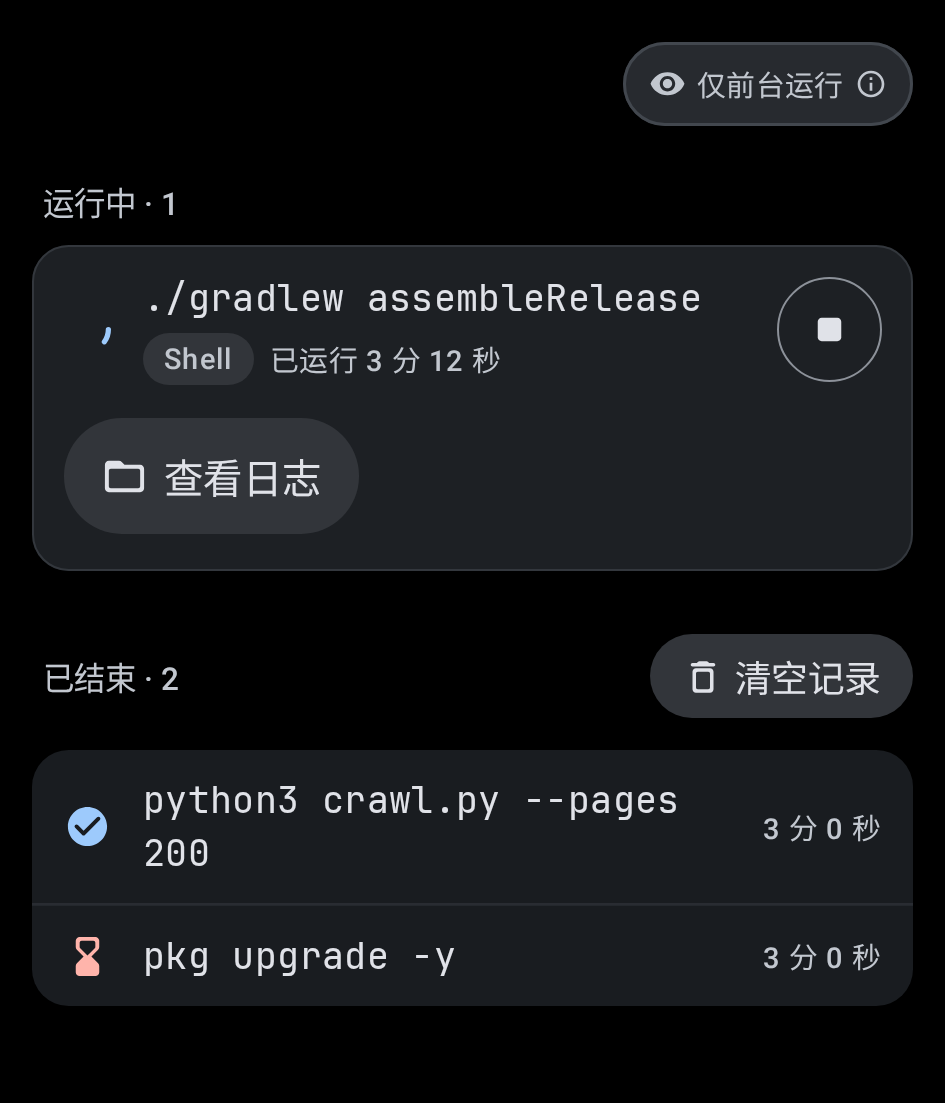 仅前台运行
运行中 · 1
./gradlew assembleRelease
Shell 已运行 3 分 12 秒
查看日志
已结束 · 2
清空记录
python3 crawl.py --pages
200
3 分 0 秒
pkg upgrade -y
3 分 0 秒